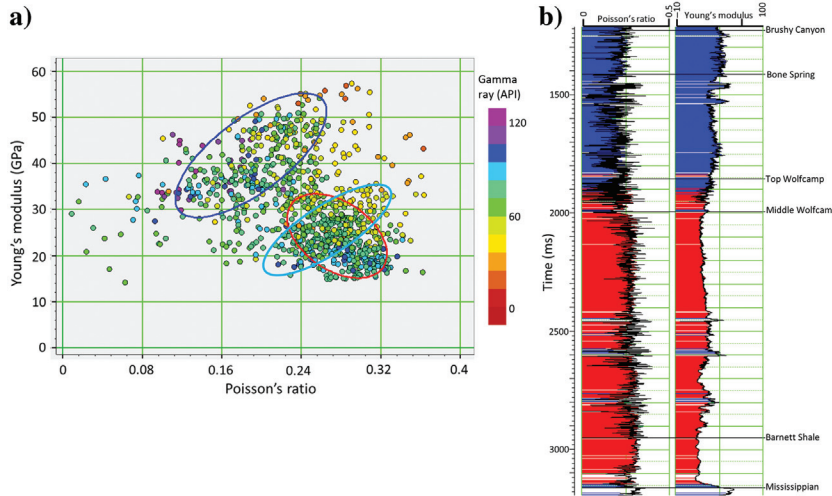 a)
Gamma
ray (API)
120
60
0
Young's modulus (GPa)
60
50
40
30
20
10
0
0 0.08 0.16 0.24 0.32 0.4
Poisson's ratio
b)
0 0.5 -10 100
Poisson's ratio Young's modulus
Brushy Canyon
Bone Spring
Top Wolfcamp
Middle Wolfcam
Barnett Shale
Mississippian
Time (ms)
1500
2000
2500
3000